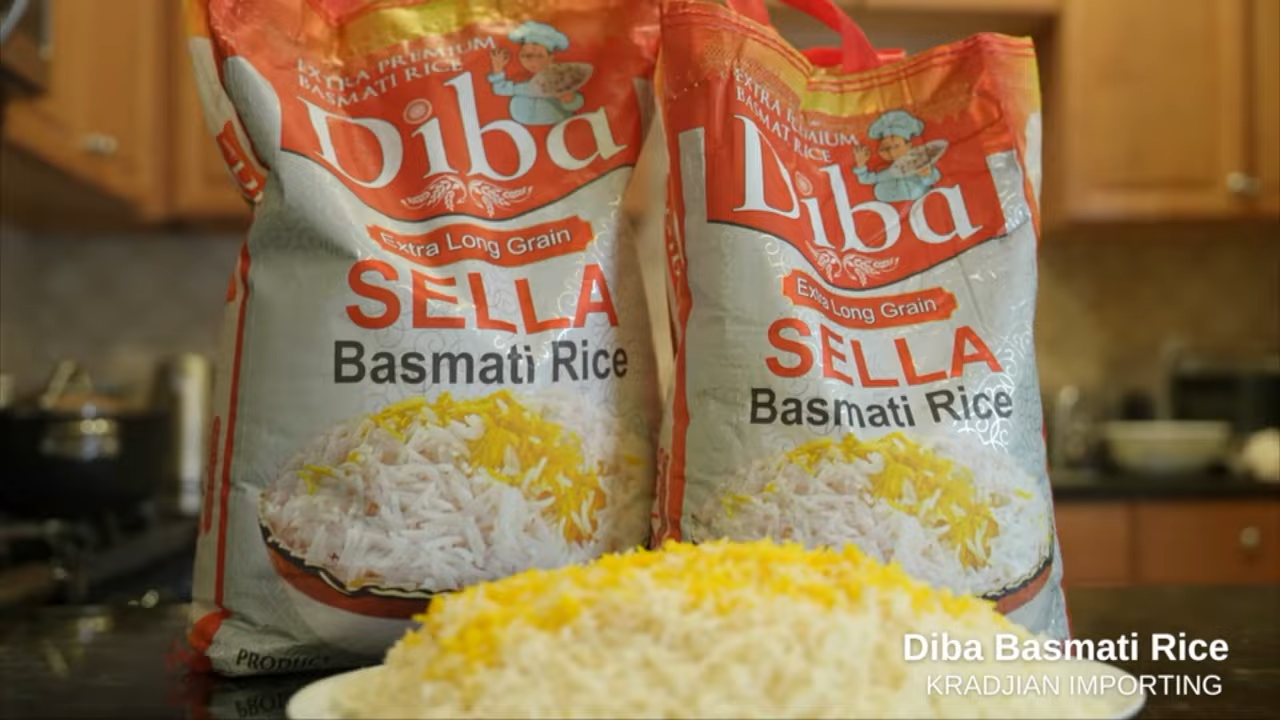 EXTRA PREMIUM
BASMATI RICE
Diba
Extra Long Grain
SELLA
Basmati Rice
EXTRA PREMIUM
BASMATI RICE
Diba
Extra Long Grain
SELLA
Basmati Rice
Diba Basmati Rice
KRADJIAN IMPORTING